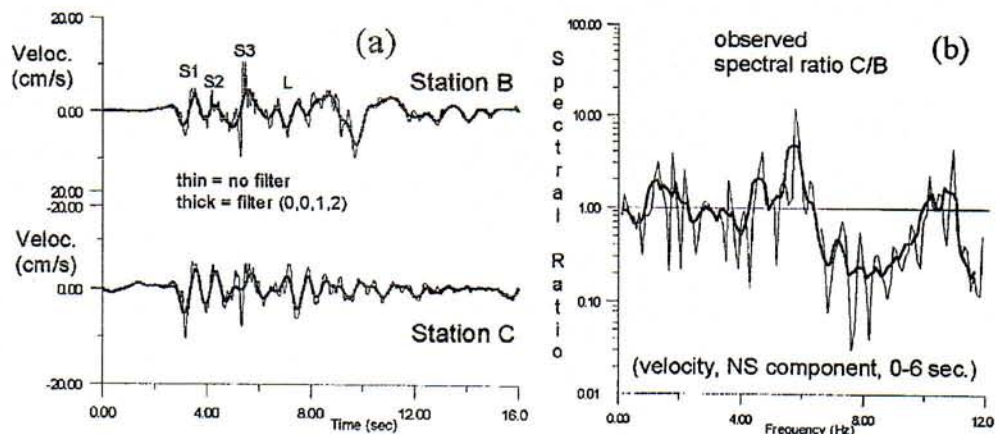 20.00
Veloc.
(cm/s)
0.00
S1
S2
S3
L
(a)
Station B
thin = no filter
thick = filter (0,0,1,2)
20.00
-20.00
Veloc.
(cm/s)
0.00
Station C
-20.00
0.00 4.00 8.00 12.00 16.0
Time (sec)
100.00
10.00
1.00
0.10
0.01
Spectral Ratio
observed
spectral ratio C/B
(b)
(velocity, NS component, 0-6 sec.)
0.00 4.00 8.00 12.0
Frequency (Hz)